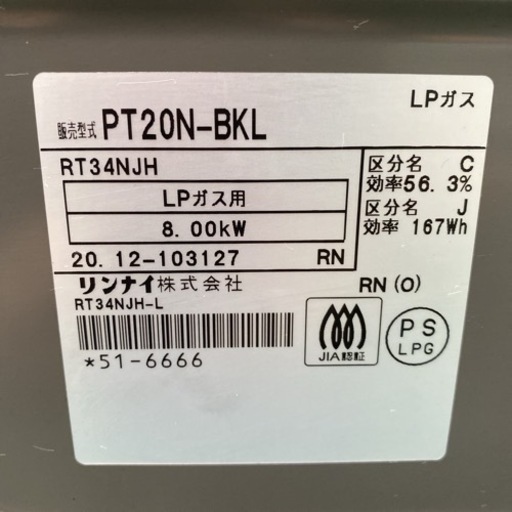 LPガス
販売型式 PT20N-BKL
RT34NJH
LPガス用
8.00kW
20.12-103127 RN
区分名 C
効率56.3%
区分名 J
効率 167Wh
リンナイ株式会社 RN(O)
RT34NJH-L
*51-6666
JIA認証
PS
LPG